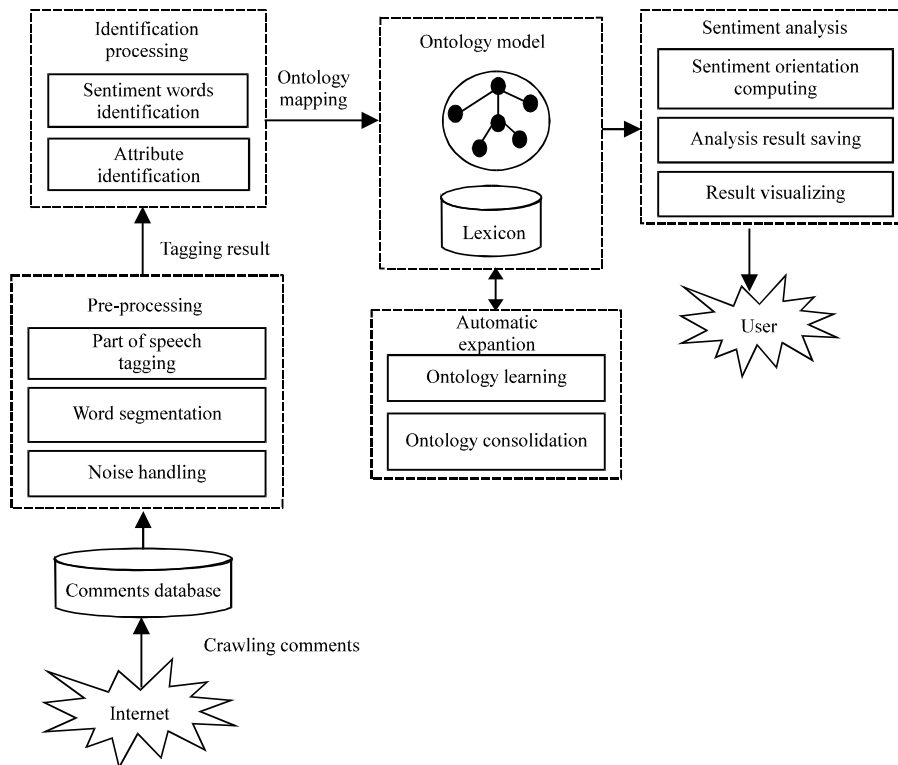 Identification
processing
Sentiment words
identification
Attribute
identification
Ontology
mapping
Ontology model
Lexicon
Sentiment analysis
Sentiment orientation
computing
Analysis result saving
Result visualizing
User
Tagging result
Pre-processing
Part of speech
tagging
Word segmentation
Noise handling
Automatic
expantion
Ontology learning
Ontology consolidation
Comments database
Crawling comments
Internet